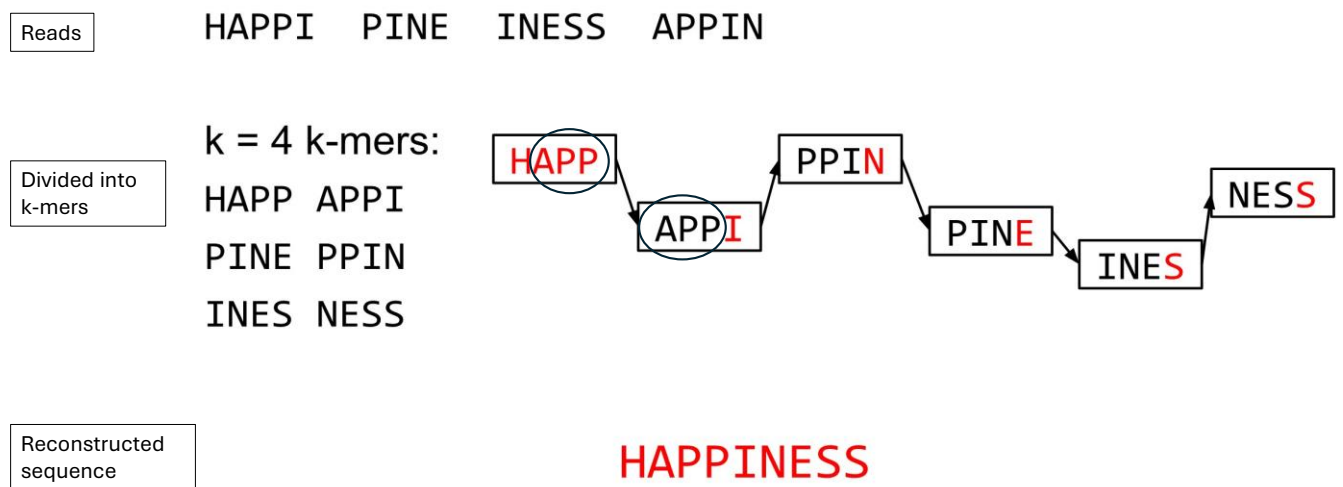 Reads
HAPPI PINE INESS APPIN
Divided into
k-mers
k = 4 k-mers:
HAPP APPI
PINE PPIN
INES NESS
HAPP
APPI
PPIN
PINE
INES
NESS
Reconstructed
sequence
HAPPINESS